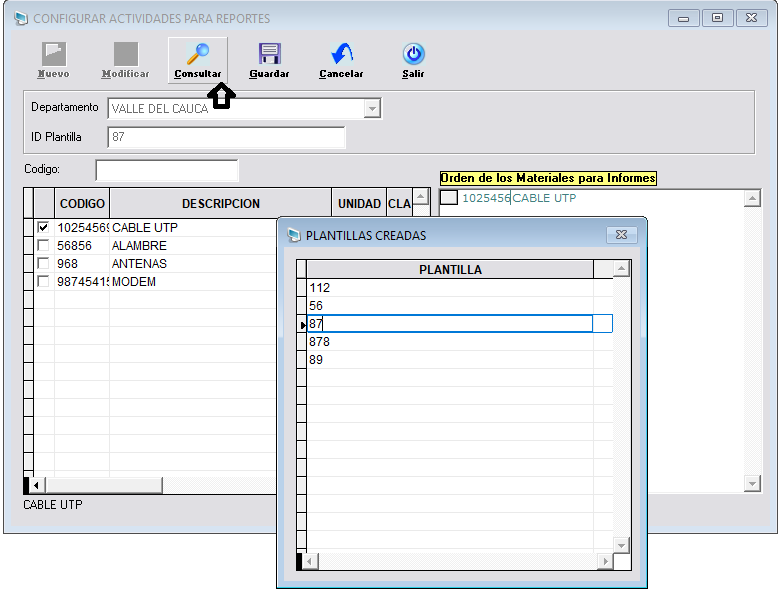 CONFIGURAR ACTIVIDADES PARA REPORTES
Nuevo Modificar Consultar Guardar Cancelar Salir
Departamento VALLE DEL CAUCA
ID Plantilla 87
Codigo:
Orden de los Materiales para Informes
CODIGO DESCRIPCION UNIDAD CLA
1025456 CABLE UTP
10254569 CABLE UTP
56856 ALAMBRE
968 ANTENAS
98745415 MODEM
CABLE UTP
PLANTILLAS CREADAS
PLANTILLA
112
56
87
878
89